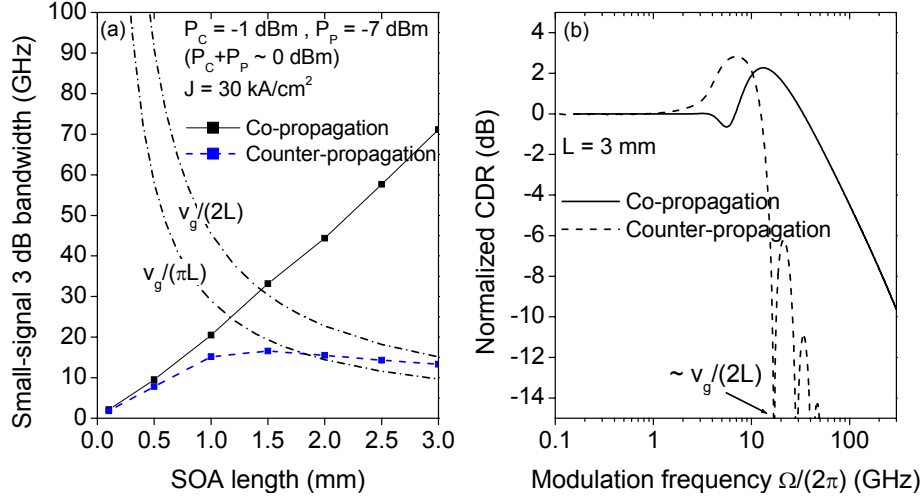 (a)
P_C = -1 dBm , P_P = -7 dBm
(P_C+P_P ~ 0 dBm)
J = 30 kA/cm²
Co-propagation
Counter-propagation
v_g/(2L)
v_g/(πL)
Small-signal 3 dB bandwidth (GHz)
100
90
80
70
60
50
40
30
20
10
0
0.0 0.5 1.0 1.5 2.0 2.5 3.0
SOA length (mm)
(b)
L = 3 mm
Co-propagation
Counter-propagation
~ v_g/(2L)
Normalized CDR (dB)
4
2
0
-2
-4
-6
-8
-10
-12
-14
0.1 1 10 100
Modulation frequency Ω/(2π) (GHz)